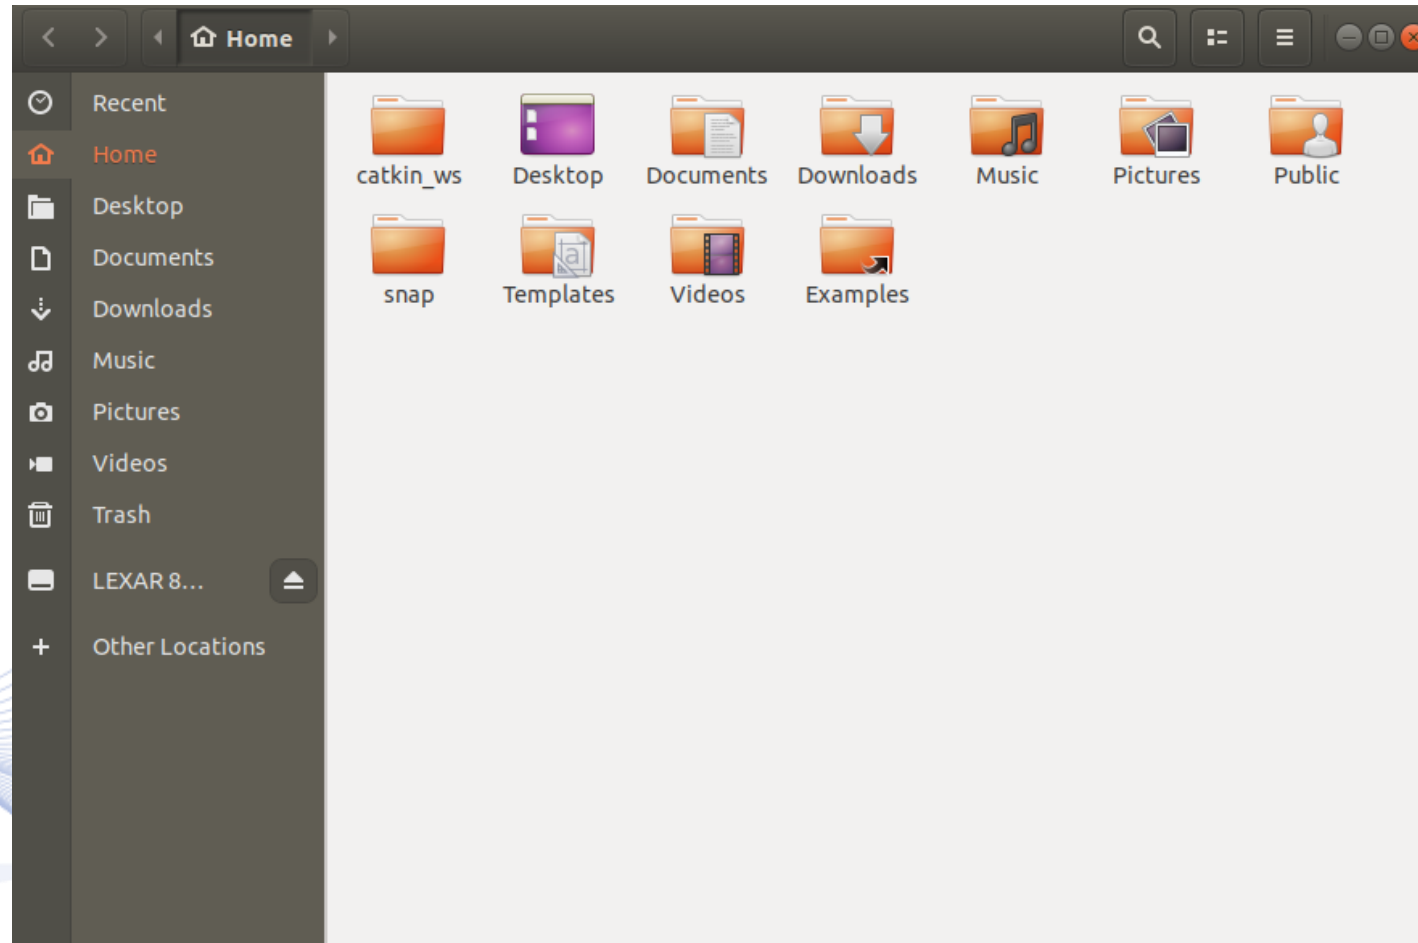 Home
Recent
Home
Desktop
Documents
Downloads
Music
Pictures
Videos
Trash
LEXAR 8...
Other Locations
catkin_ws Desktop Documents Downloads Music Pictures Public
snap Templates Videos Examples